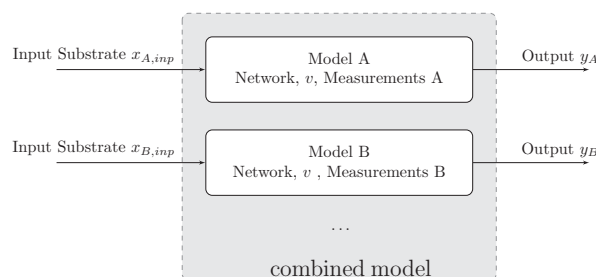 Input Substrate x_{A,inp}
Model A
Network, v, Measurements A
Output y_A
Input Substrate x_{B,inp}
Model B
Network, v , Measurements B
Output y_B
...
combined model